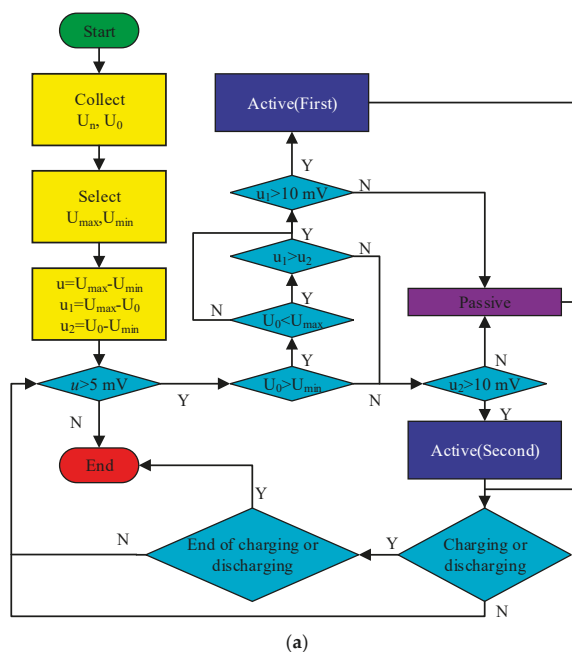 Start
Collect
Uₙ, U₀
Active(First)
Y
u₁>10 mV
N
Select
Uₘₐₓ,Uₘᵢₙ
Y
u₁>u₂
N
u=Uₘₐₓ-Uₘᵢₙ
u₁=Uₘₐₓ-U₀
u₂=U₀-Uₘᵢₙ
Passive
Y
N
U₀<Uₘₐₓ
Y
N
u>5 mV
Y
U₀>Uₘᵢₙ
N
u₂>10 mV
N
Y
End
Active(Second)
Y
N
End of charging or
discharging
Y
Charging or
discharging
N
(a)